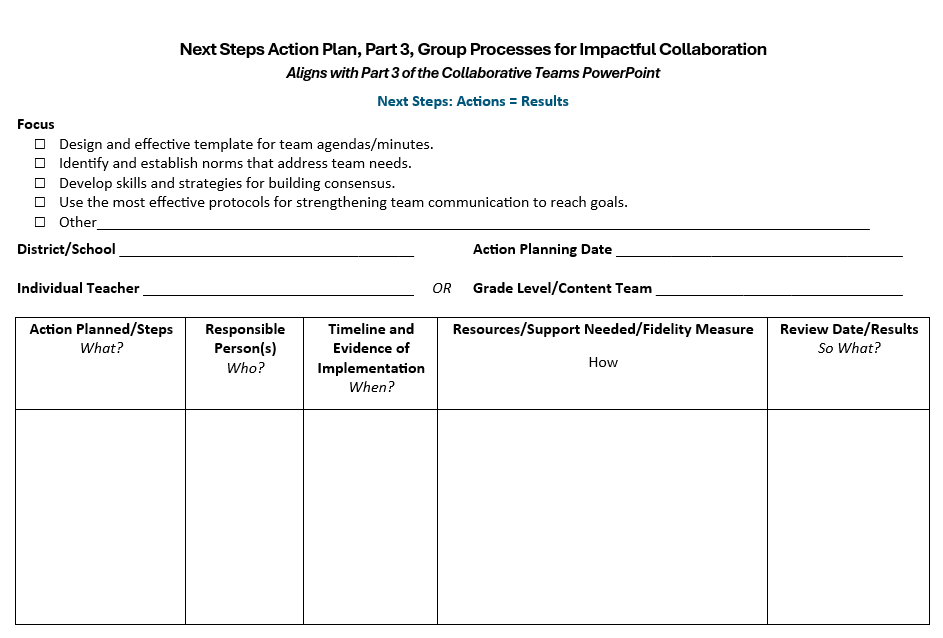 Next Steps Action Plan, Part 3, Group Processes for Impactful Collaboration
Aligns with Part 3 of the Collaborative Teams PowerPoint
Next Steps: Actions = Results
Focus
☐ Design and effective template for team agendas/minutes.
☐ Identify and establish norms that address team needs.
☐ Develop skills and strategies for building consensus.
☐ Use the most effective protocols for strengthening team communication to reach goals.
☐ Other
District/School
Action Planning Date
Individual Teacher
OR
Grade Level/Content Team
Action Planned/Steps
What?
Responsible
Person(s)
Who?
Timeline and
Evidence of
Implementation
When?
Resources/Support Needed/Fidelity Measure
How
Review Date/Results
So What?